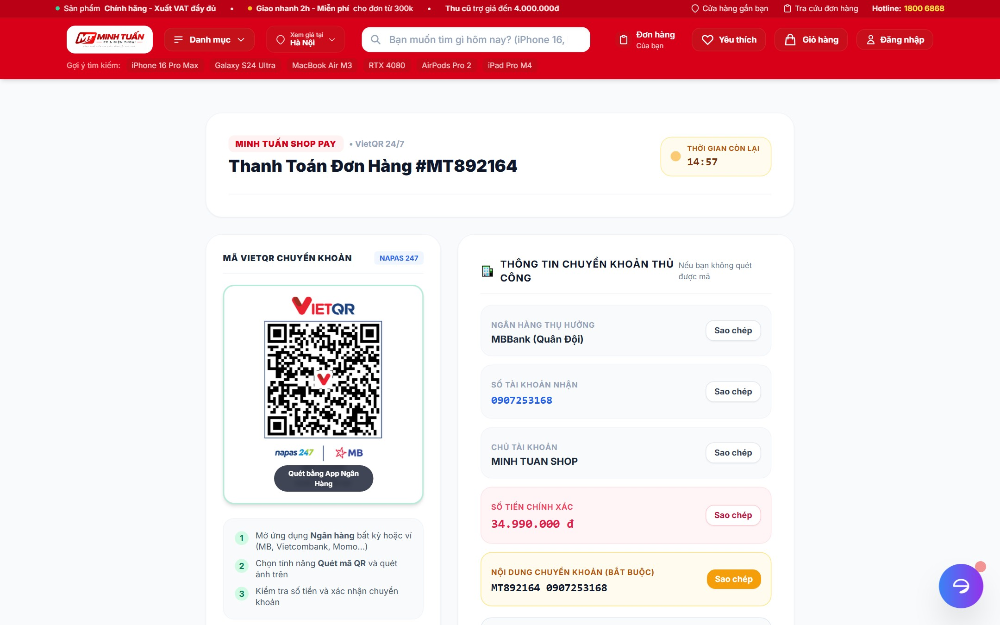 Sản phẩm Chính hãng - Xuất VAT đầy đủ • Giao nhanh 2h - Miễn phí cho đơn từ 300k • Thu cũ trợ giá đến 4.000.000đ
Cửa hàng gần bạn Tra cứu đơn hàng Hotline: 1800 6868
MT MINH TUẤN
PC & ĐIỆN THOẠI
Danh mục
Xem giá tại
Hà Nội
Bạn muốn tìm gì hôm nay? (iPhone 16,
Đơn hàng
Của bạn
Yêu thích
Giỏ hàng
Đăng nhập
Gợi ý tìm kiếm: iPhone 16 Pro Max Galaxy S24 Ultra MacBook Air M3 RTX 4080 AirPods Pro 2 iPad Pro M4
MINH TUẤN SHOP PAY • VietQR 24/7
Thanh Toán Đơn Hàng #MT892164
THỜI GIAN CÒN LẠI
14:57
MÃ VIETQR CHUYỂN KHOẢN NAPAS 247
VIETQR
napas 247 MB
Quét bằng App Ngân
Hàng
1 Mở ứng dụng Ngân hàng bất kỳ hoặc ví
(MB, Vietcombank, Momo...)
2 Chọn tính năng Quét mã QR và quét
ảnh trên
3 Kiểm tra số tiền và xác nhận chuyển
khoản
THÔNG TIN CHUYỂN KHOẢN THỦ
CÔNG
Nếu bạn không quét
được mã
NGÂN HÀNG THỤ HƯỞNG
MBBank (Quân Đội)
Sao chép
SỐ TÀI KHOẢN NHẬN
0907253168
Sao chép
CHỦ TÀI KHOẢN
MINH TUAN SHOP
Sao chép
SỐ TIỀN CHÍNH XÁC
34.990.000 đ
Sao chép
NỘI DUNG CHUYỂN KHOẢN (BẮT BUỘC)
MT892164 0907253168
Sao chép